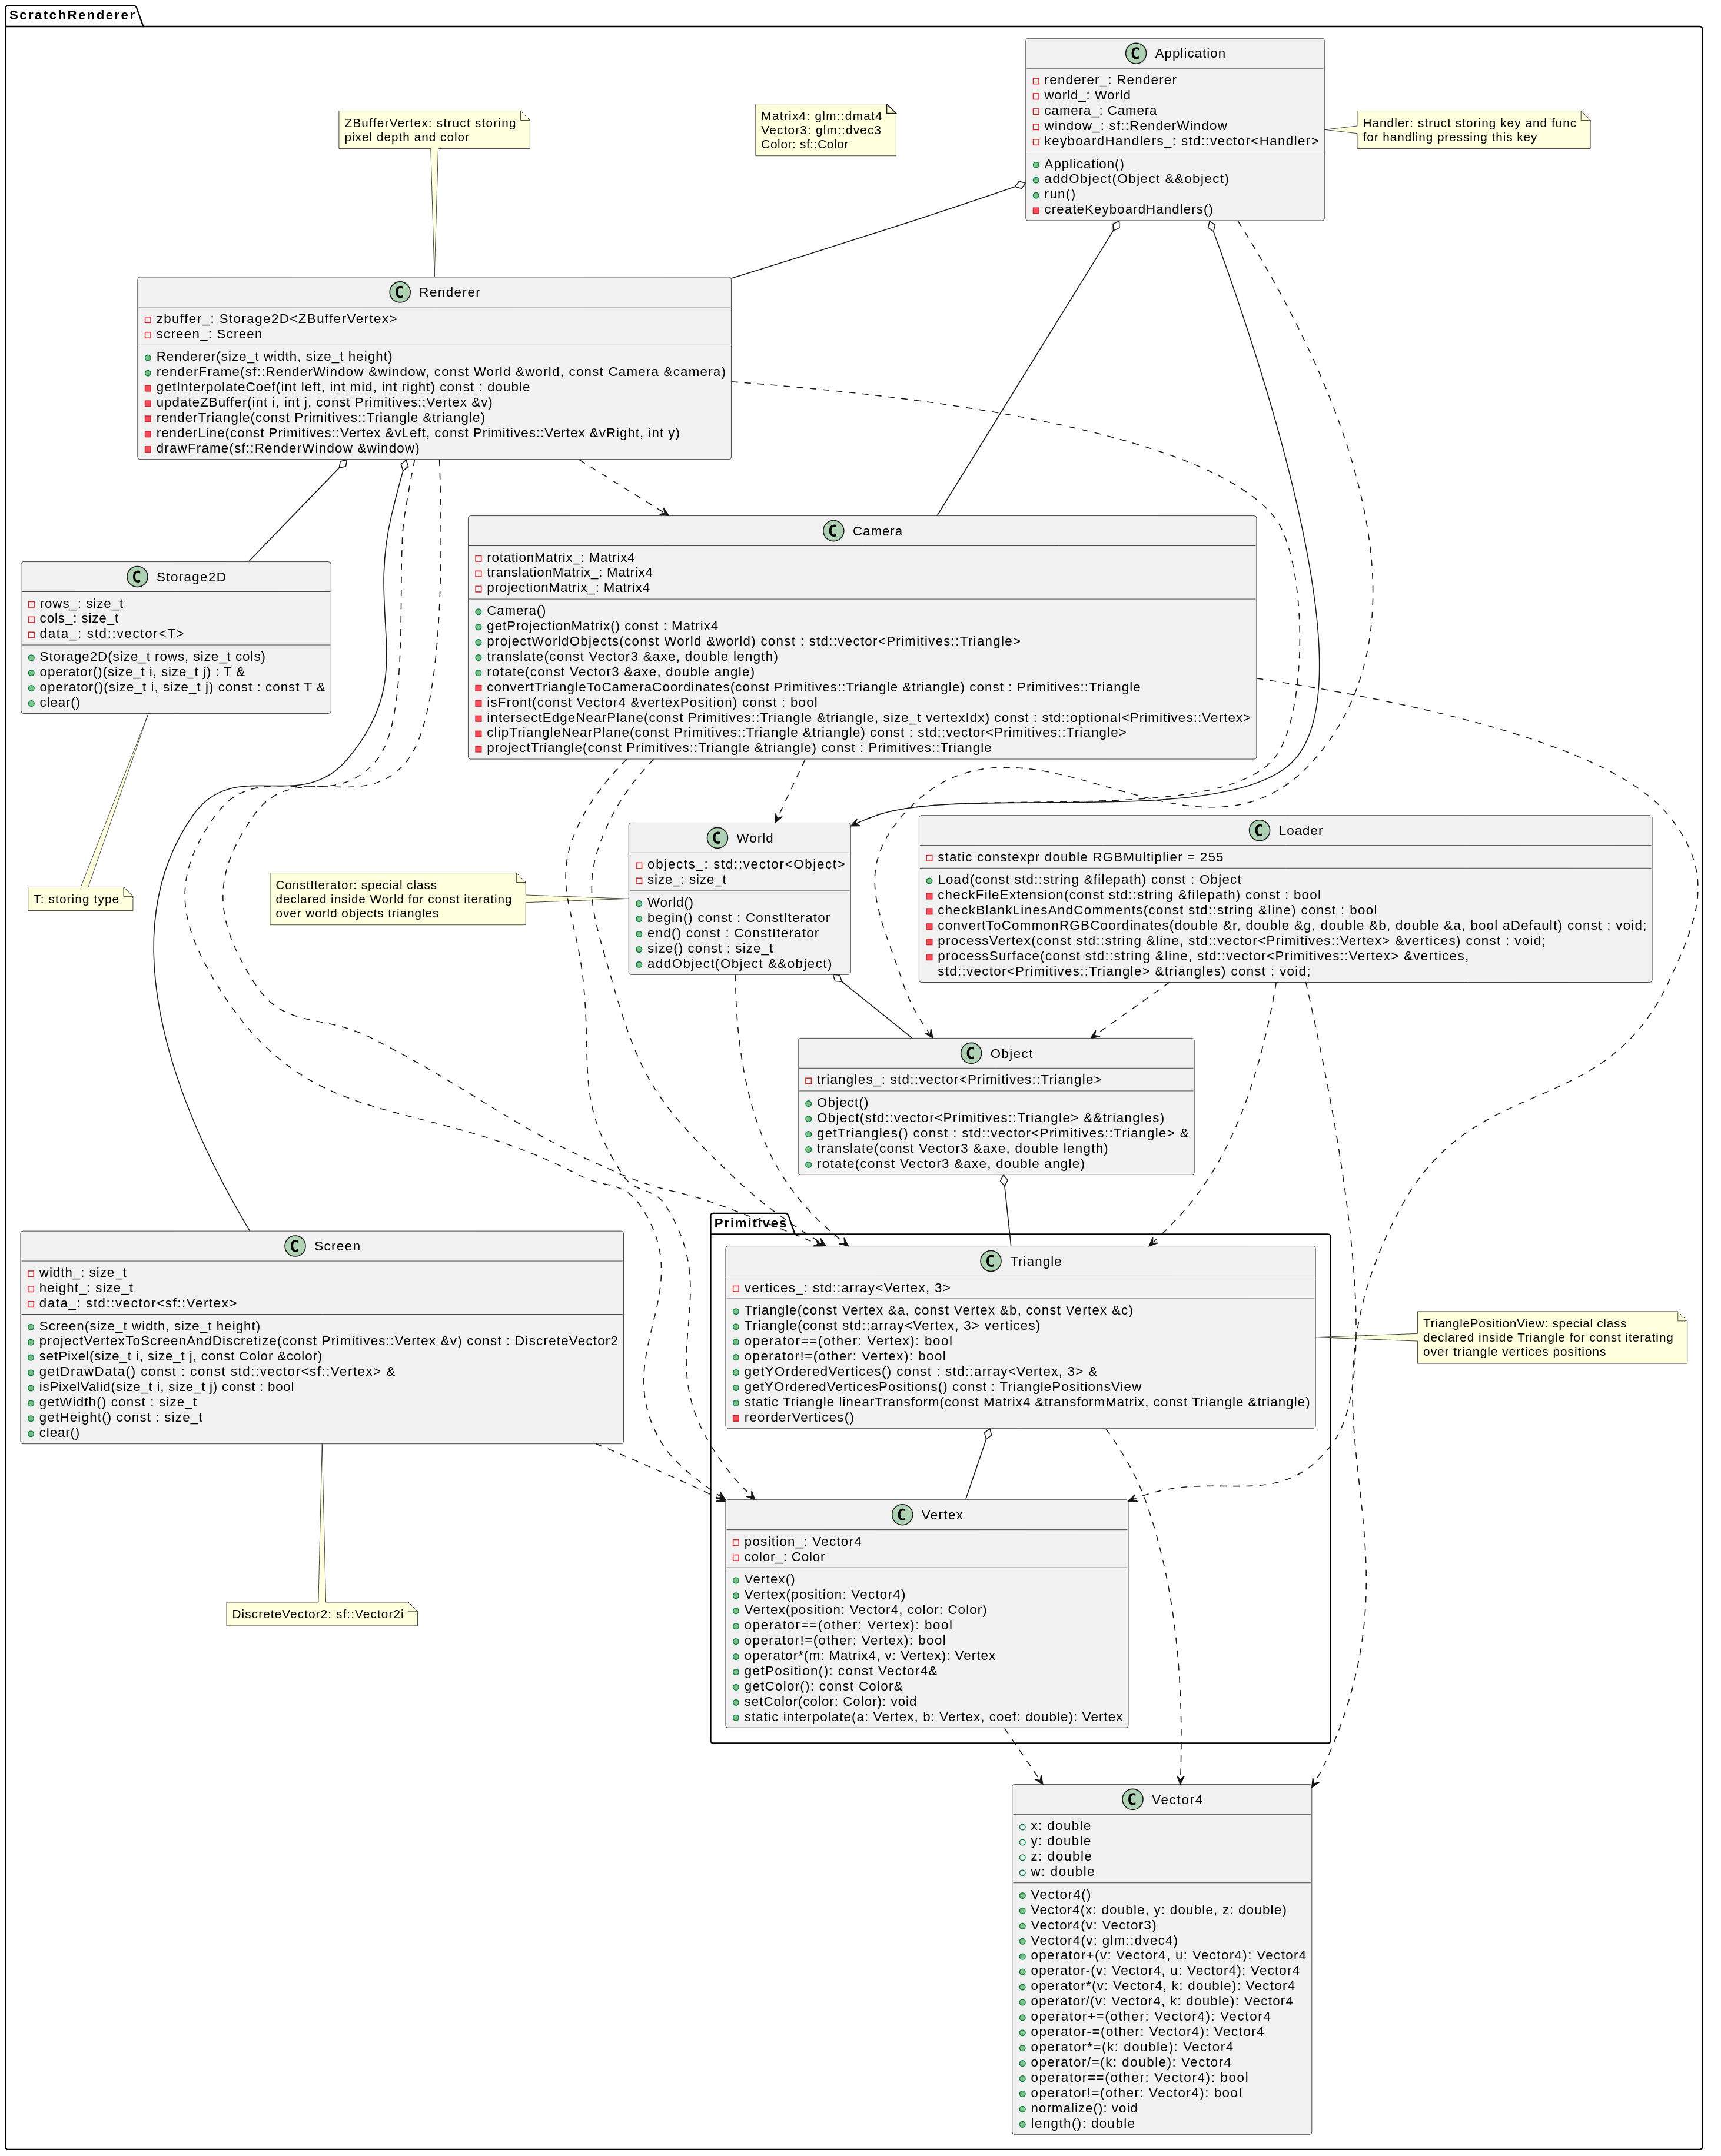 ScratchRenderer
Application
renderer_: Renderer
world_: World
camera_: Camera
window_: sf::RenderWindow
keyboardHandlers_: std::vector<Handler>
Application()
addObject(Object &&object)
run()
createKeyboardHandlers()
Handler: struct storing key and func
for handling pressing this key
Matrix4: glm::dmat4
Vector3: glm::dvec3
Color: sf::Color
ZBufferVertex: struct storing
pixel depth and color
Renderer
zbuffer_: Storage2D<ZBufferVertex>
screen_: Screen
Renderer(size_t width, size_t height)
renderFrame(sf::RenderWindow &window, const World &world, const Camera &camera)
getInterpolateCoef(int left, int mid, int right) const : double
updateZBuffer(int i, int j, const Primitives::Vertex &v)
renderTriangle(const Primitives::Triangle &triangle)
renderLine(const Primitives::Vertex &vLeft, const Primitives::Vertex &vRight, int y)
drawFrame(sf::RenderWindow &window)
Camera
rotationMatrix_: Matrix4
translationMatrix_: Matrix4
projectionMatrix_: Matrix4
Camera()
getProjectionMatrix() const : Matrix4
projectWorldObjects(const World &world) const : std::vector<Primitives::Triangle>
translate(const Vector3 &axe, double length)
rotate(const Vector3 &axe, double angle)
convertTriangleToCameraCoordinates(const Primitives::Triangle &triangle) const : Primitives::Triangle
isFront(const Vector4 &vertexPosition) const : bool
intersectEdgeNearPlane(const Primitives::Triangle &triangle, size_t vertexIdx) const : std::optional<Primitives::Vertex>
clipTriangleNearPlane(const Primitives::Triangle &triangle) const : std::vector<Primitives::Triangle>
projectTriangle(const Primitives::Triangle &triangle) const : Primitives::Triangle
Storage2D
rows_: size_t
cols_: size_t
data_: std::vector<T>
Storage2D(size_t rows, size_t cols)
operator()(size_t i, size_t j) : T &
operator()(size_t i, size_t j) const : const T &
clear()
T: storing type
World
objects_: std::vector<Object>
size_: size_t
World()
begin() const : ConstIterator
end() const : ConstIterator
size() const : size_t
addObject(Object &&object)
ConstIterator: special class
declared inside World for const iterating
over world objects triangles
Loader
static constexpr double RGBMultiplier = 255
Load(const std::string &filepath) const : Object
checkFileExtension(const std::string &filepath) const : bool
checkBlankLinesAndComments(const std::string &line) const : bool
convertToCommonRGBCoordinates(double &r, double &g, double &b, double &a, bool aDefault) const : void;
processVertex(const std::string &line, std::vector<Primitives::Vertex> &vertices) const : void;
processSurface(const std::string &line, std::vector<Primitives::Vertex> &vertices,
std::vector<Primitives::Triangle> &triangles) const : void;
Object
triangles_: std::vector<Primitives::Triangle>
Object()
Object(std::vector<Primitives::Triangle> &&triangles)
getTriangles() const : std::vector<Primitives::Triangle> &
translate(const Vector3 &axe, double length)
rotate(const Vector3 &axe, double angle)
Screen
width_: size_t
height_: size_t
data_: std::vector<sf::Vertex>
Screen(size_t width, size_t height)
projectVertexToScreenAndDiscretize(const Primitives::Vertex &v) const : DiscreteVector2
setPixel(size_t i, size_t j, const Color &color)
getDrawData() const : const std::vector<sf::Vertex> &
isPixelValid(size_t i, size_t j) const : bool
getWidth() const : size_t
getHeight() const : size_t
clear()
DiscreteVector2: sf::Vector2i
Primitives
Triangle
vertices_: std::array<Vertex, 3>
Triangle(const Vertex &a, const Vertex &b, const Vertex &c)
Triangle(const std::array<Vertex, 3> vertices)
operator==(other: Vertex): bool
operator!=(other: Vertex): bool
getYOrderedVertices() const : std::array<Vertex, 3> &
getYOrderedVerticesPositions() const : TrianglePositionsView
static Triangle linearTransform(const Matrix4 &transformMatrix, const Triangle &triangle)
reorderVertices()
TrianglePositionView: special class
declared inside Triangle for const iterating
over triangle vertices positions
Vertex
position_: Vector4
color_: Color
Vertex()
Vertex(position: Vector4)
Vertex(position: Vector4, color: Color)
operator==(other: Vertex): bool
operator!=(other: Vertex): bool
operator*(m: Matrix4, v: Vertex): Vertex
getPosition(): const Vector4&
getColor(): const Color&
setColor(color: Color): void
static interpolate(a: Vertex, b: Vertex, coef: double): Vertex
Vector4
x: double
y: double
z: double
w: double
Vector4()
Vector4(x: double, y: double, z: double)
Vector4(v: Vector3)
Vector4(v: glm::dvec4)
operator+(v: Vector4, u: Vector4): Vector4
operator-(v: Vector4, u: Vector4): Vector4
operator*(v: Vector4, k: double): Vector4
operator/(v: Vector4, k: double): Vector4
operator+=(other: Vector4): Vector4
operator-=(other: Vector4): Vector4
operator*=(k: double): Vector4
operator/=(k: double): Vector4
operator==(other: Vector4): bool
operator!=(other: Vector4): bool
normalize(): void
length(): double